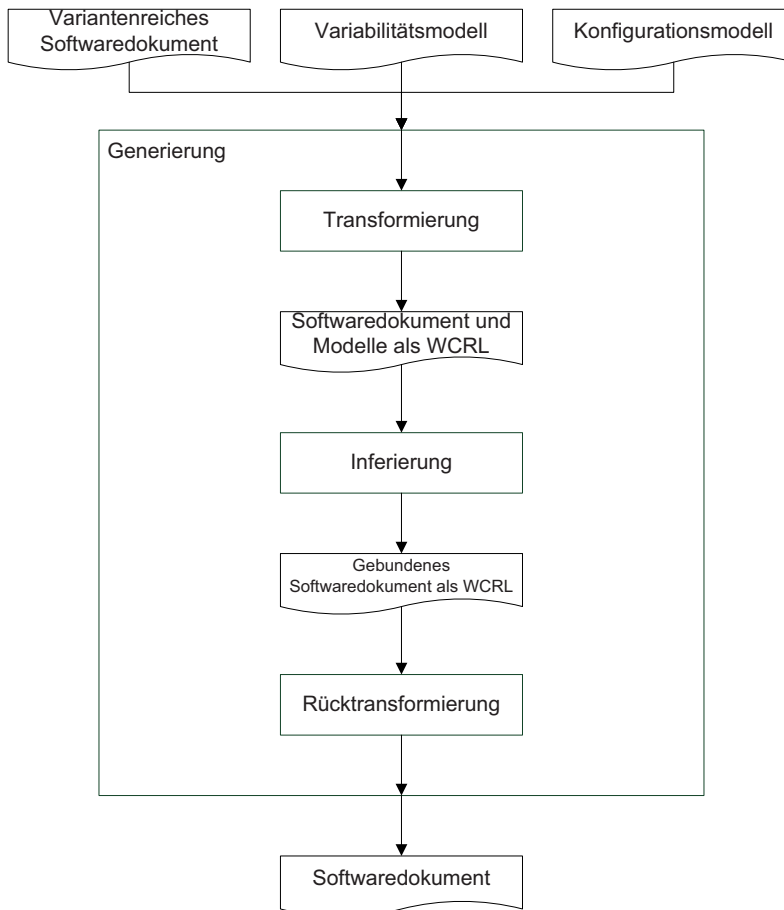 Variantenreiches
Softwaredokument
Variabilitätsmodell
Konfigurationsmodell
Generierung
Transformierung
Softwaredokument und
Modelle als WCRL
Inferierung
Gebundenes
Softwaredokument als WCRL
Rücktransformierung
Softwaredokument